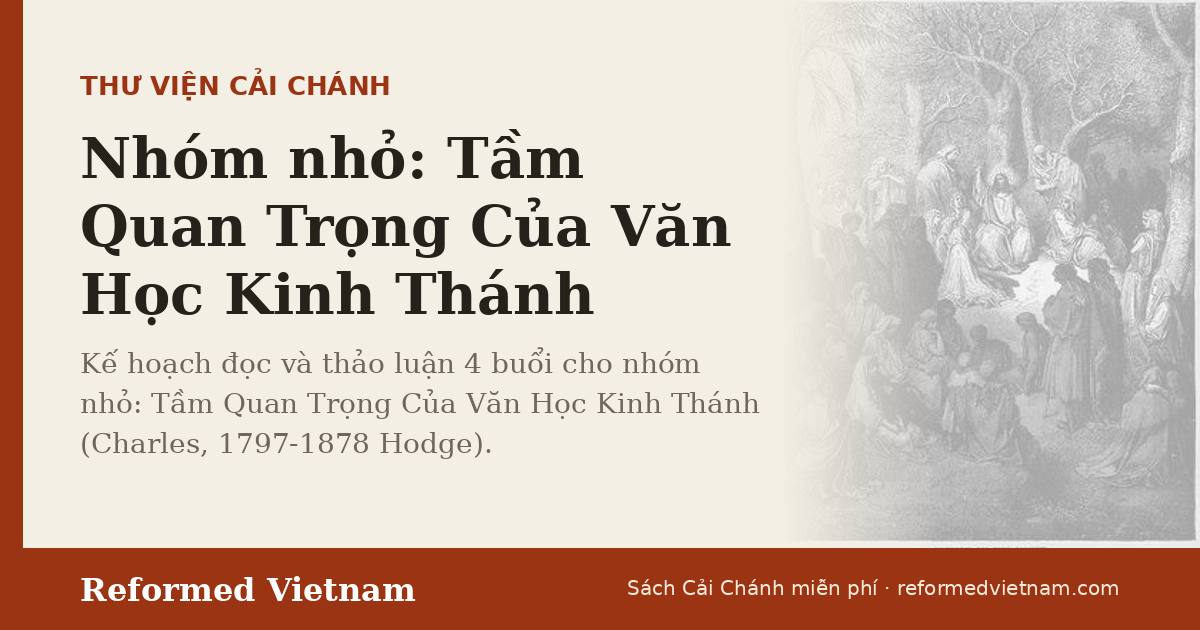 THƯ VIỆN CẢI CHÁNH
Nhóm nhỏ: Tầm
Quan Trọng Của Văn
Học Kinh Thánh
Kế hoạch đọc và thảo luận 4 buổi cho nhóm
nhỏ: Tầm Quan Trọng Của Văn Học Kinh Thánh
(Charles, 1797-1878 Hodge).
Reformed Vietnam
Sách Cải Chánh miễn phí · reformedvietnam.com